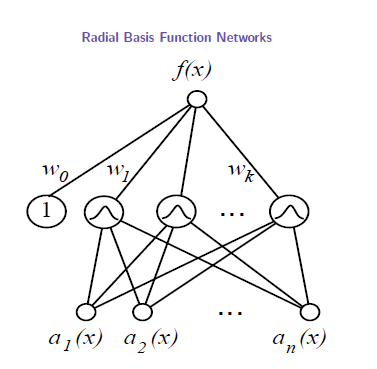 Radial Basis Function Networks
f(x)
w₀ w₁ wₖ
1 ...
...
a₁(x) a₂(x) aₙ(x)